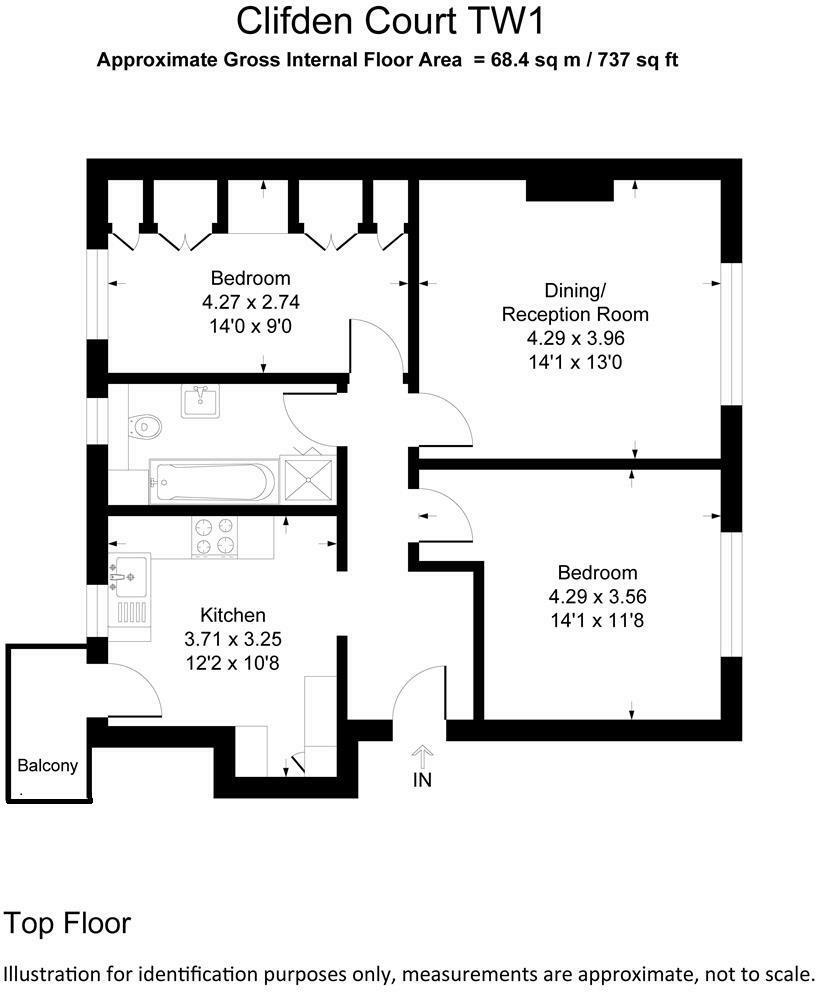 Clifden Court TW1
Approximate Gross Internal Floor Area = 68.4 sq m / 737 sq ft
Bedroom
4.27 x 2.74
14'0 x 9'0
Dining/
Reception Room
4.29 x 3.96
14'1 x 13'0
Bedroom
4.29 x 3.56
14'1 x 11'8
Kitchen
3.71 x 3.25
12'2 x 10'8
Balcony
IN
Top Floor
Illustration for identification purposes only, measurements are approximate, not to scale.